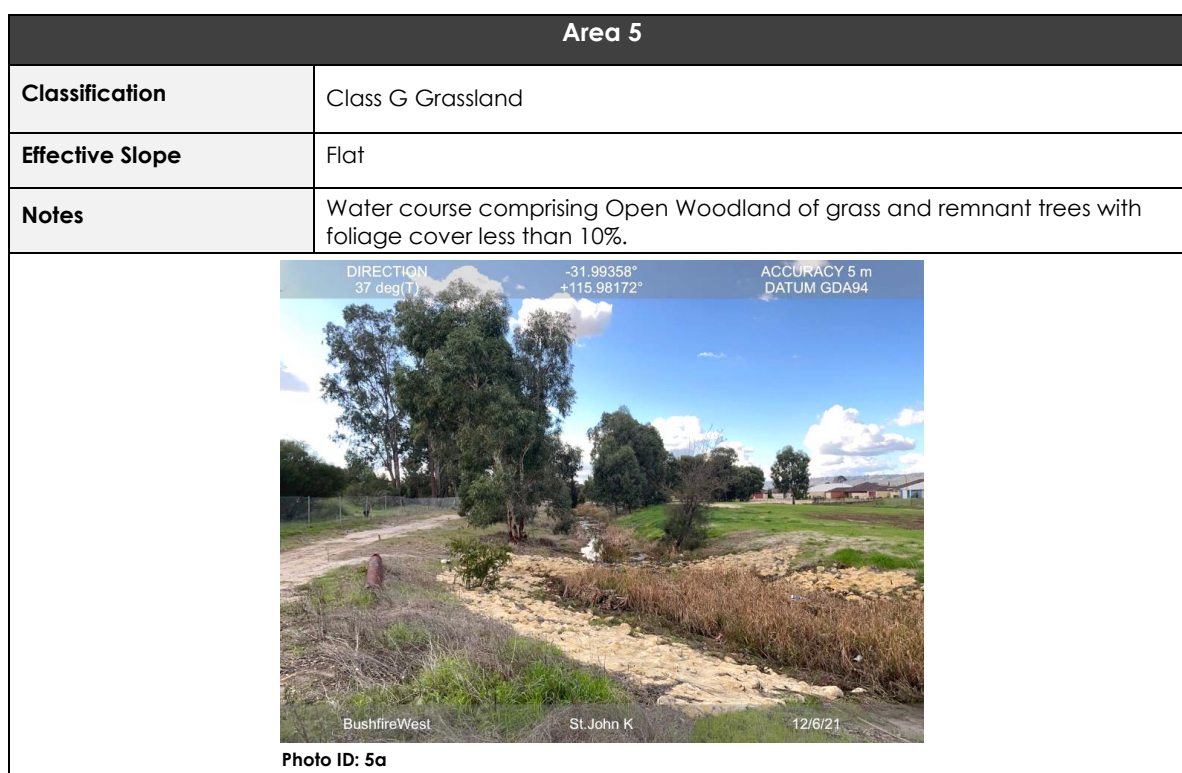 Area 5
Classification
Class G Grassland
Effective Slope
Flat
Notes
Water course comprising Open Woodland of grass and remnant trees with
foliage cover less than 10%.
DIRECTION
37 deg(T)
-31.99358°
+115.98172°
ACCURACY 5 m
DATUM GDA94
BushfireWest
St.John K
12/6/21
Photo ID: 5a